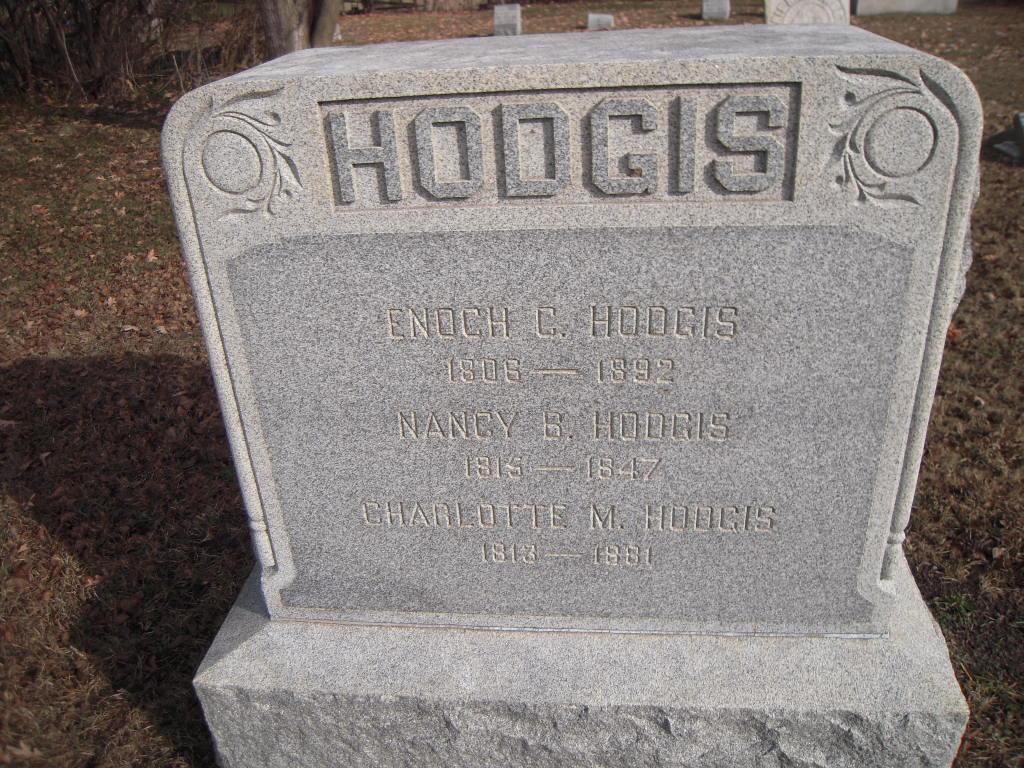 HODGIS
ENOCH C. HODGIS
1806 — 1892
NANCY B. HODGIS
1815 — 1847
CHARLOTTE M. HODGIS
1813 — 1881